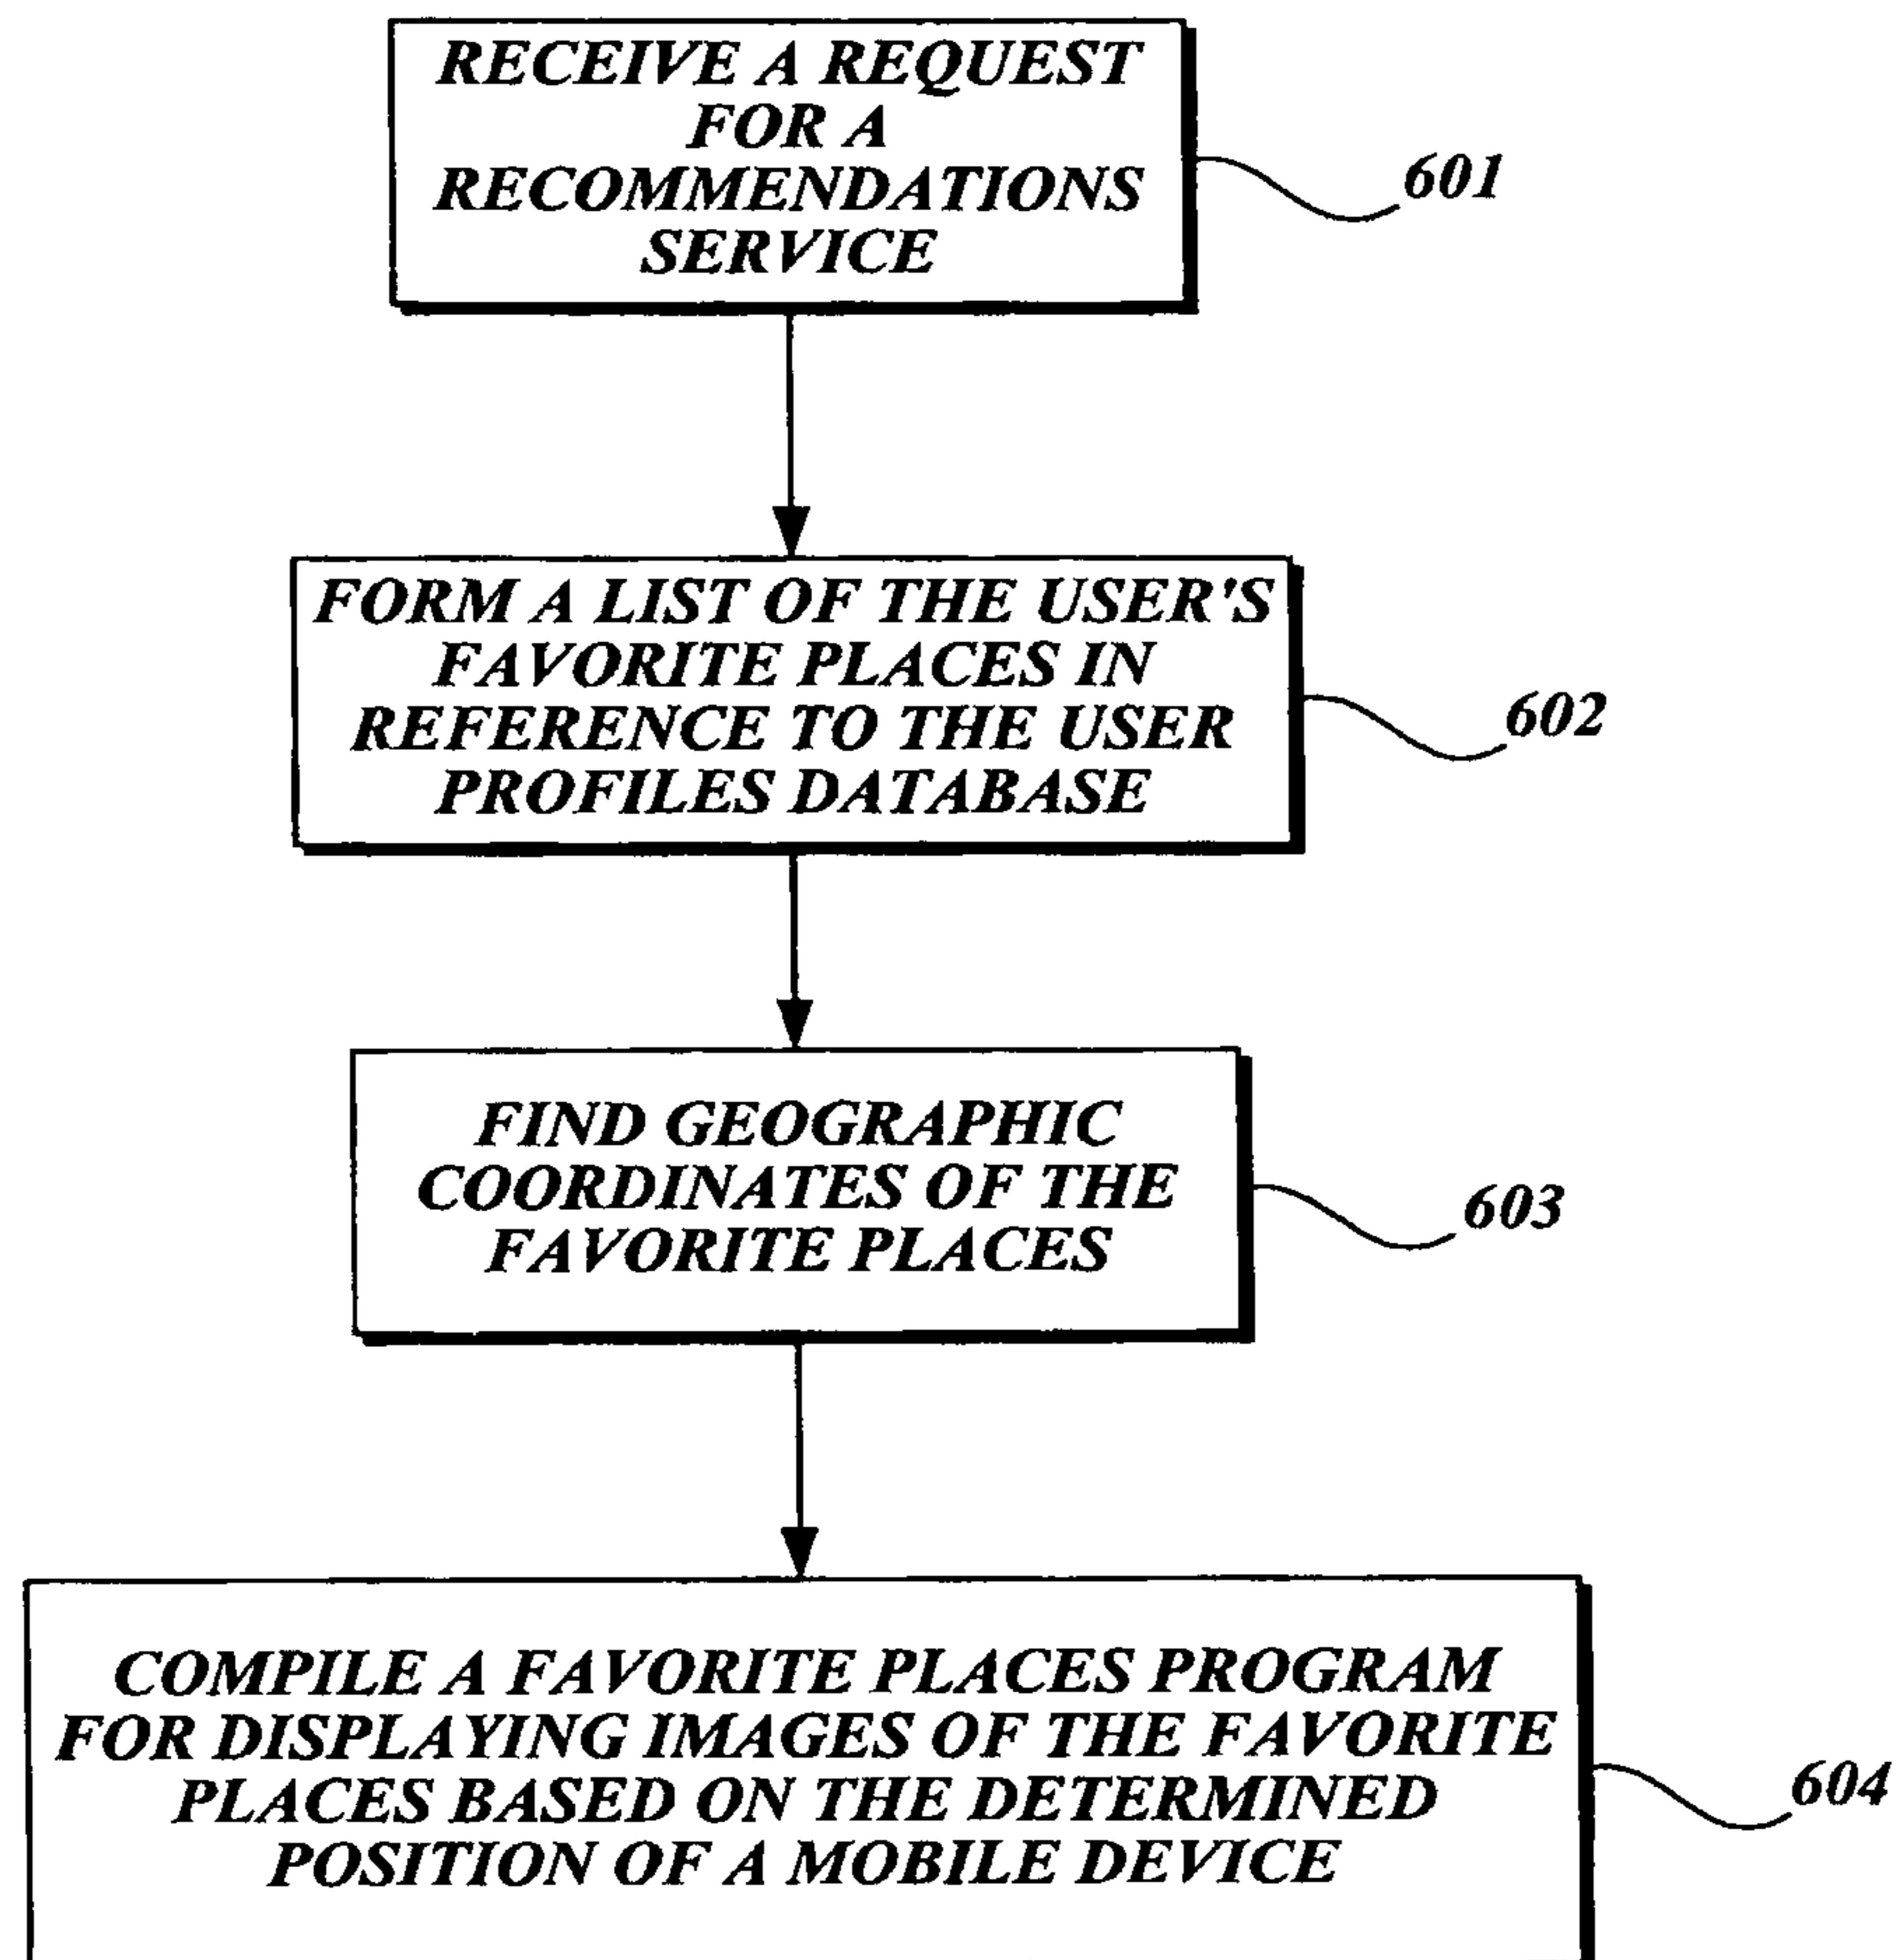 RECEIVE A REQUEST
FOR A
RECOMMENDATIONS
SERVICE
601
FORM A LIST OF THE USER'S
FAVORITE PLACES IN
REFERENCE TO THE USER
PROFILES DATABASE
602
FIND GEOGRAPHIC
COORDINATES OF THE
FAVORITE PLACES
603
COMPILE A FAVORITE PLACES PROGRAM
FOR DISPLAYING IMAGES OF THE FAVORITE
PLACES BASED ON THE DETERMINED
POSITION OF A MOBILE DEVICE
604